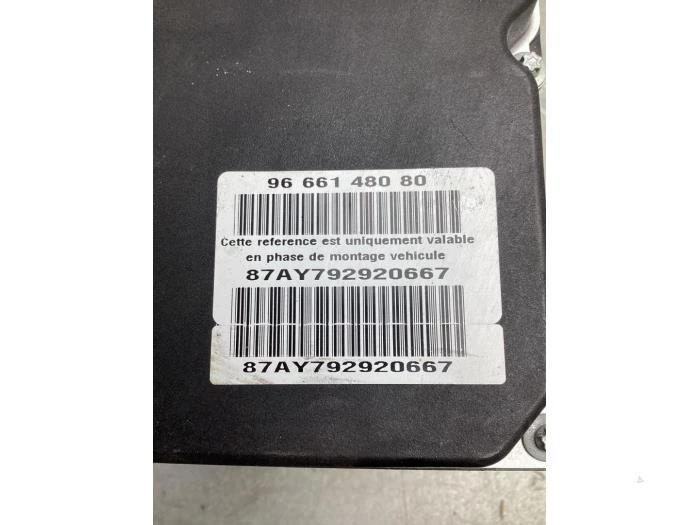 96 661 480 80
Cette reference est uniquement valable
en phase de montage vehicule
87AY792920667
87AY792920667